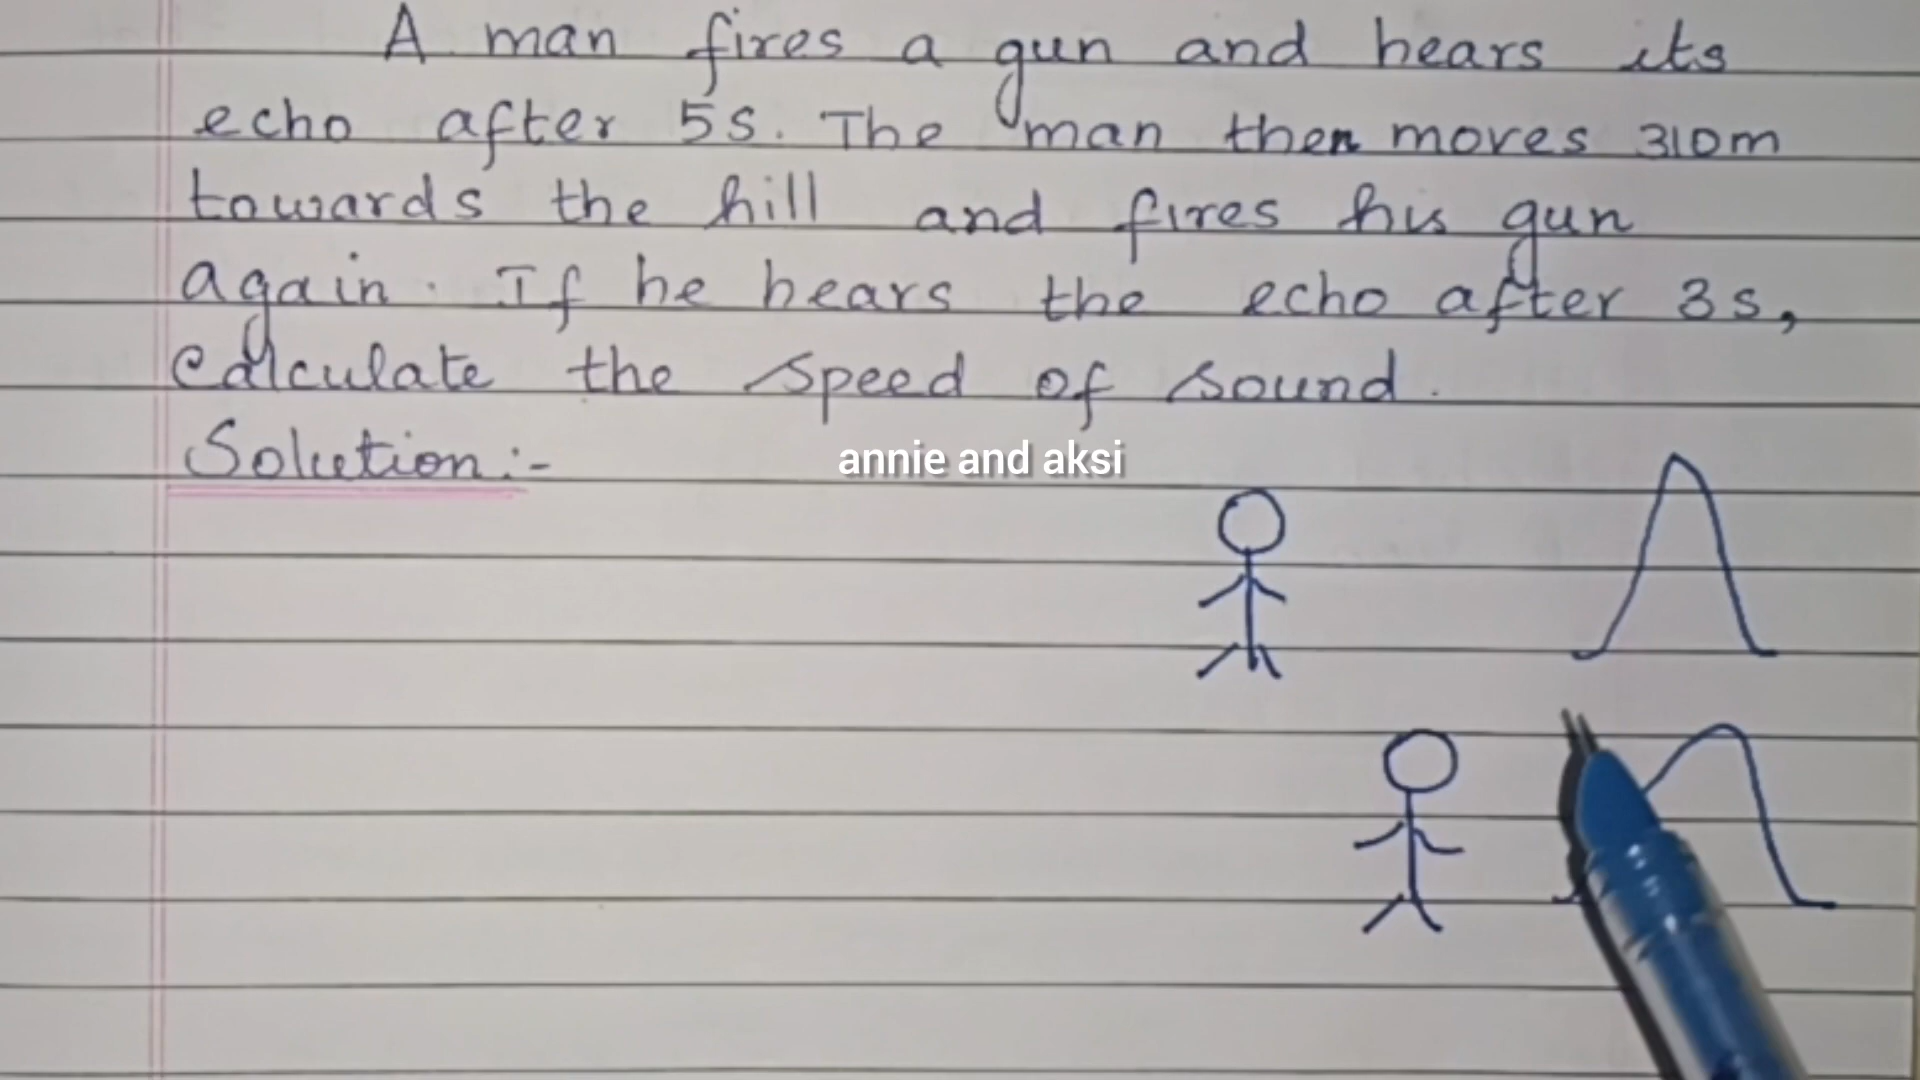 A man fires a gun and hears its
echo after 5s. The man then moves 310m
towards the hill and fires his gun
again. If he hears the echo after 3s,
Calculate the speed of sound.
Solution:-
annie and aksi